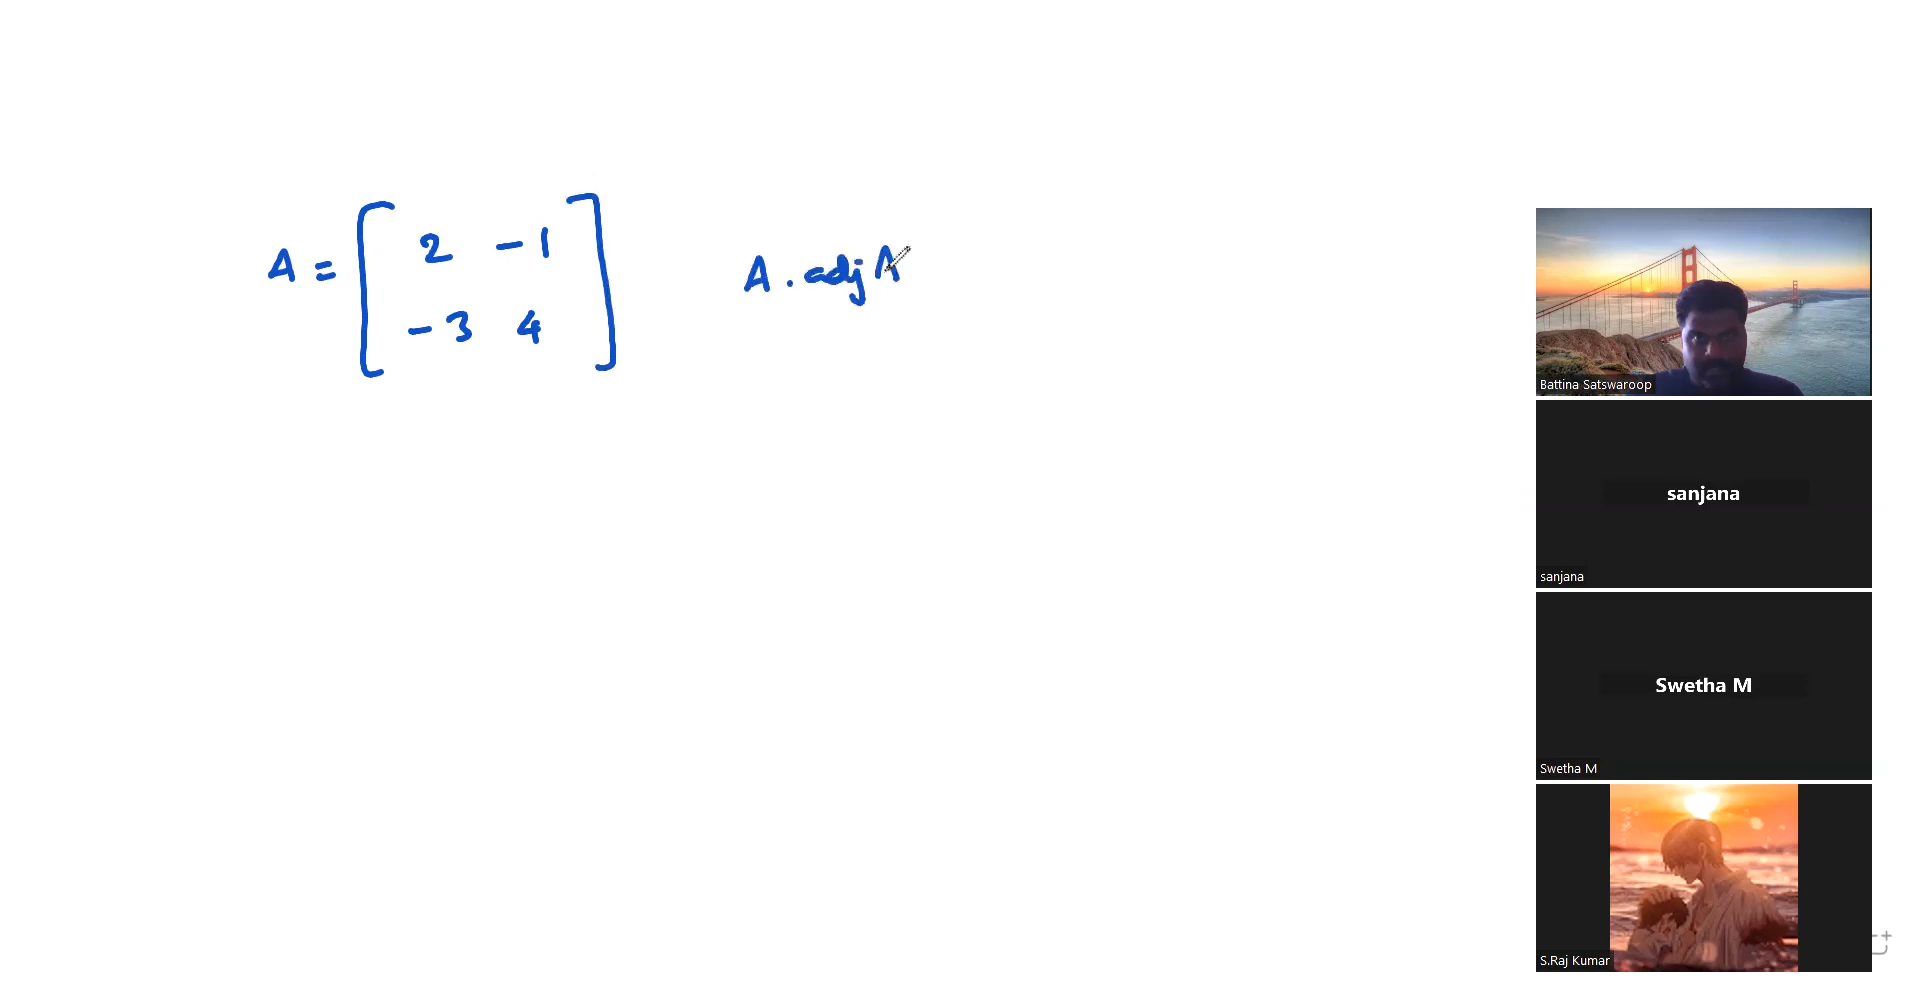 A = [ 2 -1
-3 4 ]
A . adj A
Battina Satswaroop
sanjana
sanjana
Swetha M
Swetha M
S.Raj Kumar